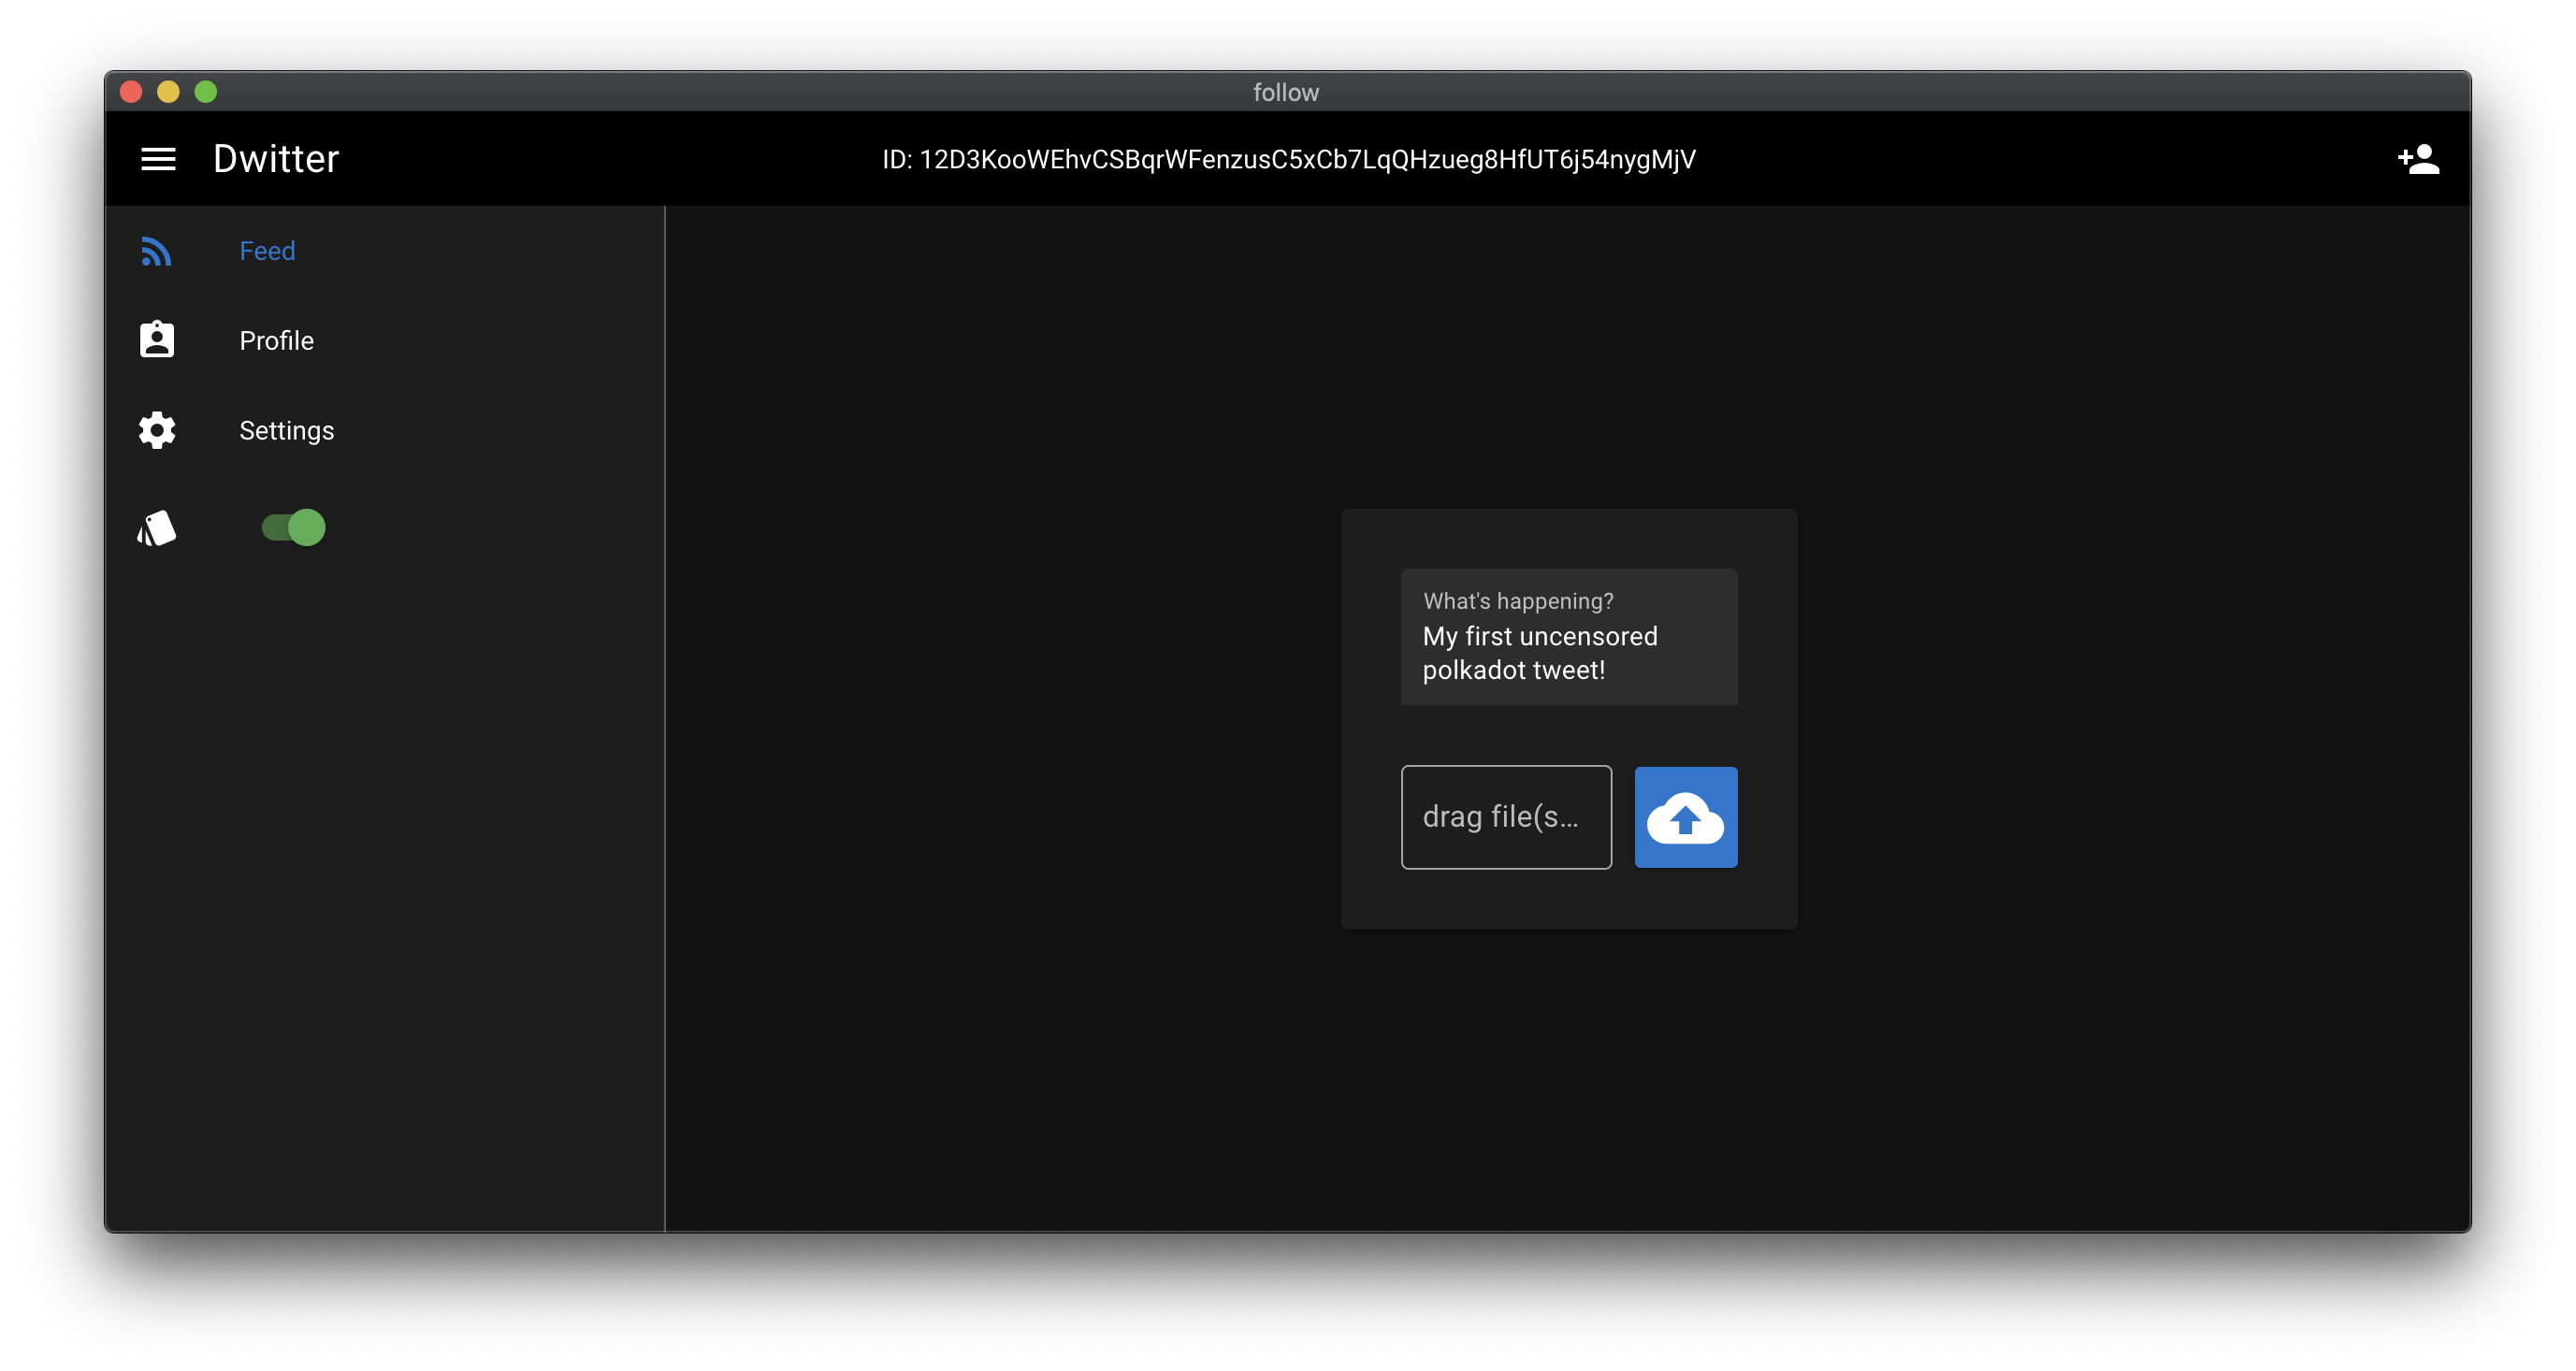 follow
Dwitter
ID: 12D3KooWEhvCSBqrWFenzusC5xCb7LqQHzueg8HfUT6j54nygMjV
Feed
Profile
Settings
What's happening?
My first uncensored
polkadot tweet!
drag file(s...